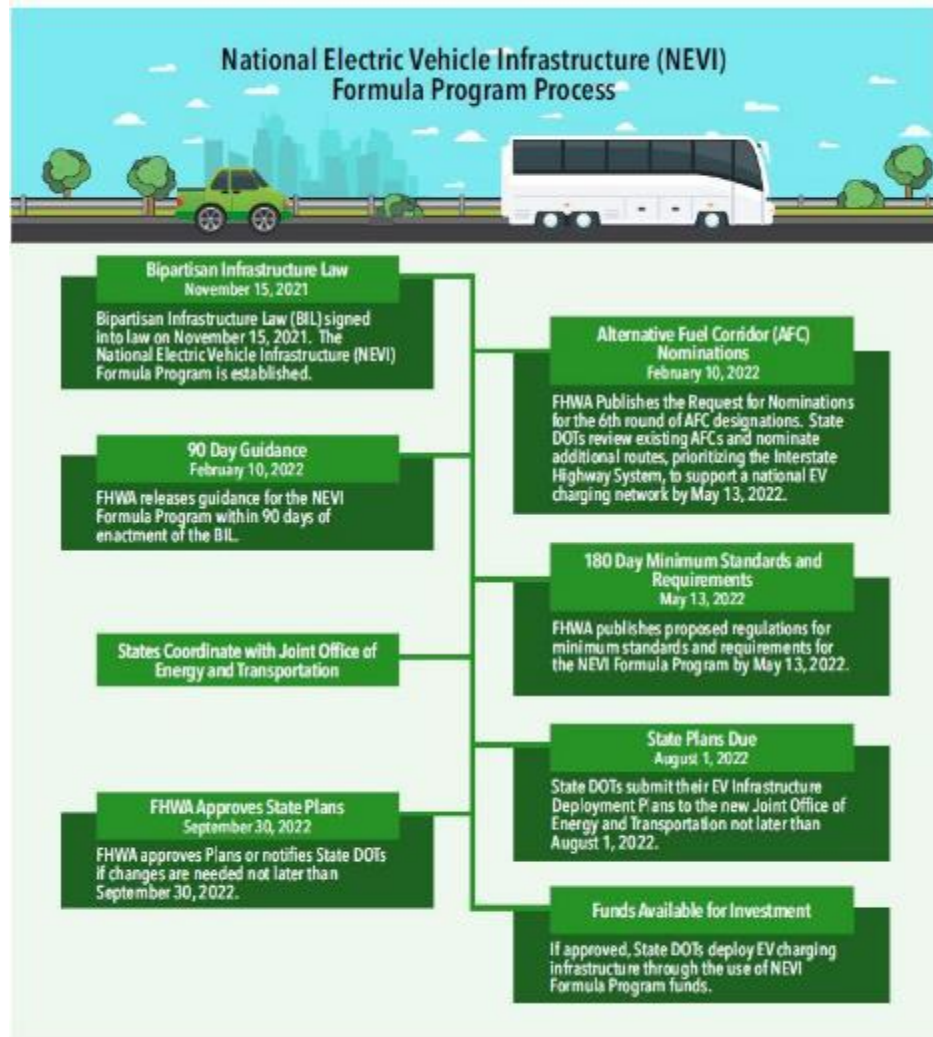 National Electric Vehicle Infrastructure (NEVI)
Formula Program Process
Bipartisan Infrastructure Law
November 15, 2021
Bipartisan Infrastructure Law (BIL) signed
into law on November 15, 2021. The
National Electric Vehicle Infrastructure (NEVI)
Formula Program is established.
Alternative Fuel Corridor (AFC)
Nominations
February 10, 2022
FHWA Publishes the Request for Nominations
for the 6th round of AFC designations. State
DOTs review existing AFCs and nominate
additional routes, prioritizing the Interstate
Highway System, to support a national EV
charging network by May 13, 2022.
90 Day Guidance
February 10, 2022
FHWA releases guidance for the NEVI
Formula Program within 90 days of
enactment of the BIL.
180 Day Minimum Standards and
Requirements
May 13, 2022
FHWA publishes proposed regulations for
minimum standards and requirements for
the NEVI Formula Program by May 13, 2022.
States Coordinate with Joint Office of
Energy and Transportation
State Plans Due
August 1, 2022
State DOTs submit their EV Infrastructure
Deployment Plans to the new Joint Office of
Energy and Transportation not later than
August 1, 2022.
FHWA Approves State Plans
September 30, 2022
FHWA approves Plans or notifies State DOTs
if changes are needed not later than
September 30, 2022.
Funds Available for Investment
If approved, State DOTs deploy EV charging
infrastructure through the use of NEVI
Formula Program funds.